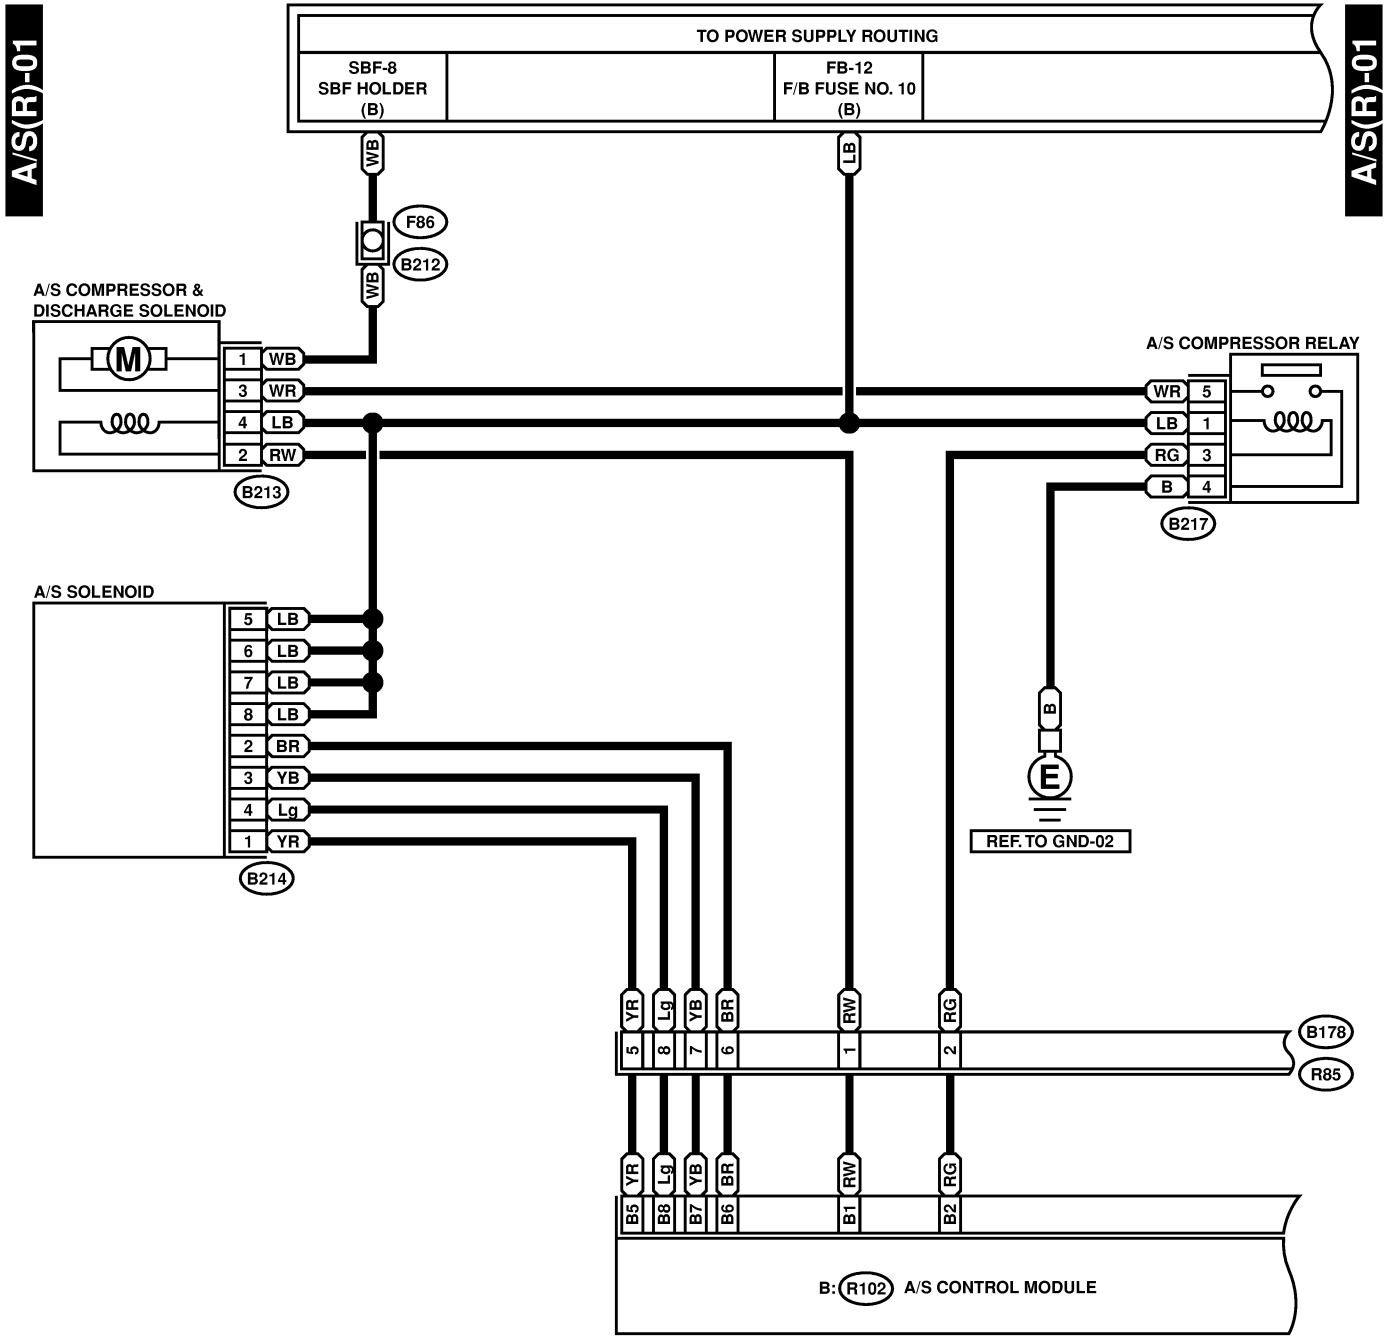 A/S(R)-01
A/S(R)-01
TO POWER SUPPLY ROUTING
SBF-8
SBF HOLDER
(B)
FB-12
F/B FUSE NO. 10
(B)
WB
LB
F86
B212
WB
A/S COMPRESSOR &
DISCHARGE SOLENOID
M
1 WB
3 WR
4 LB
2 RW
B213
A/S COMPRESSOR RELAY
WR 5
LB 1
RG 3
B 4
B217
A/S SOLENOID
5 LB
6 LB
7 LB
8 LB
2 BR
3 YB
4 Lg
1 YR
B214
B
E
REF. TO GND-02
YR Lg YB BR RW RG
5 8 7 6 1 2
B178
R85
YR Lg YB BR RW RG
B5 B8 B7 B6 B1 B2
B: R102 A/S CONTROL MODULE